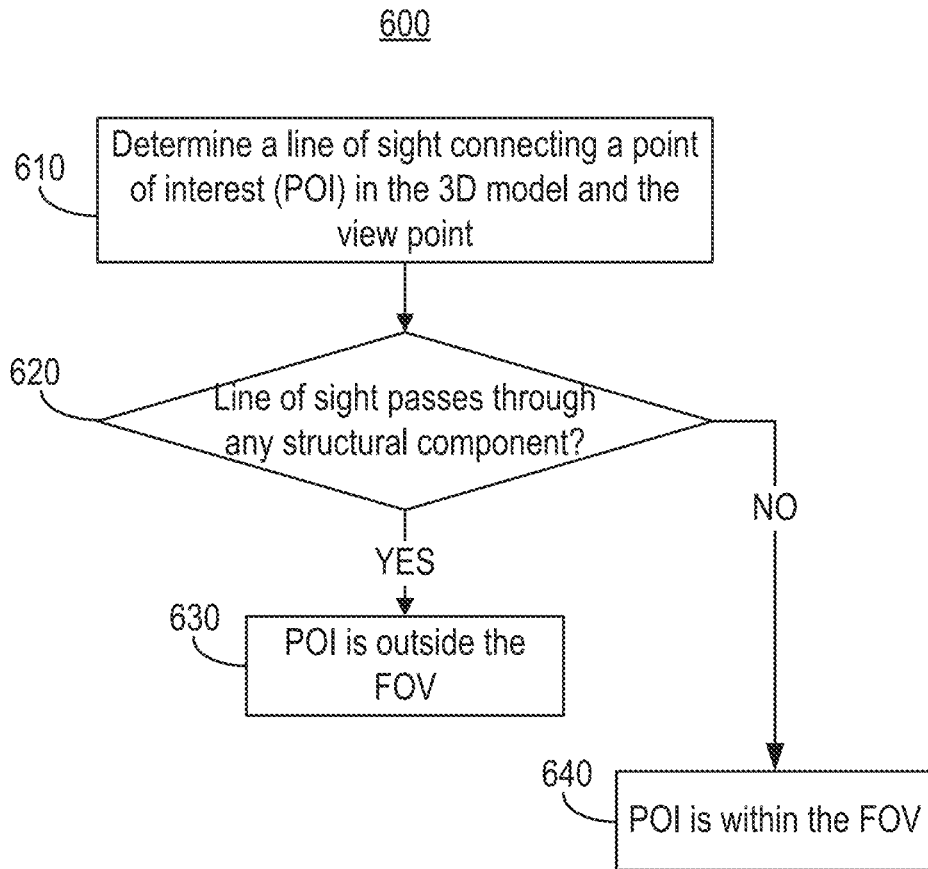 600
610
Determine a line of sight connecting a point
of interest (POI) in the 3D model and the
view point
620
Line of sight passes through
any structural component?
NO
YES
630
POI is outside the
FOV
640
POI is within the FOV